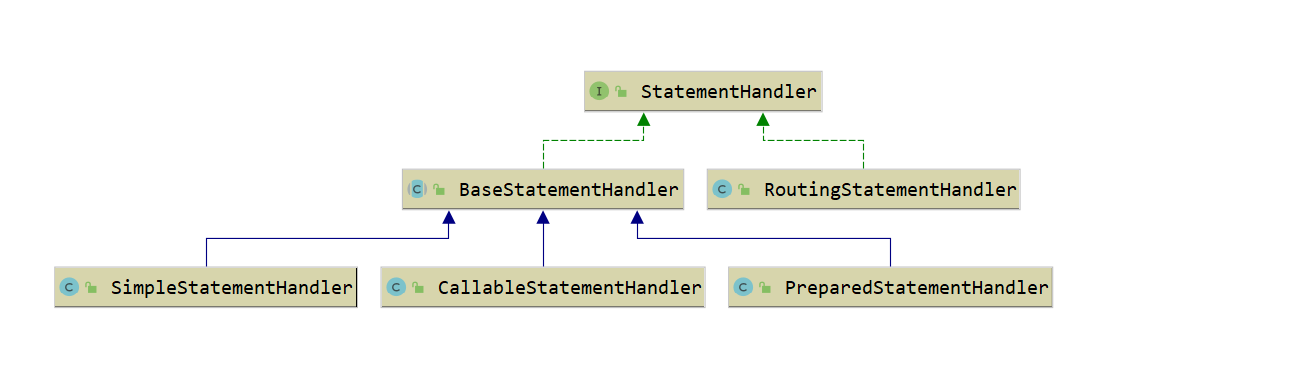 I StatementHandler
C BaseStatementHandler
C RoutingStatementHandler
C SimpleStatementHandler
C CallableStatementHandler
C PreparedStatementHandler